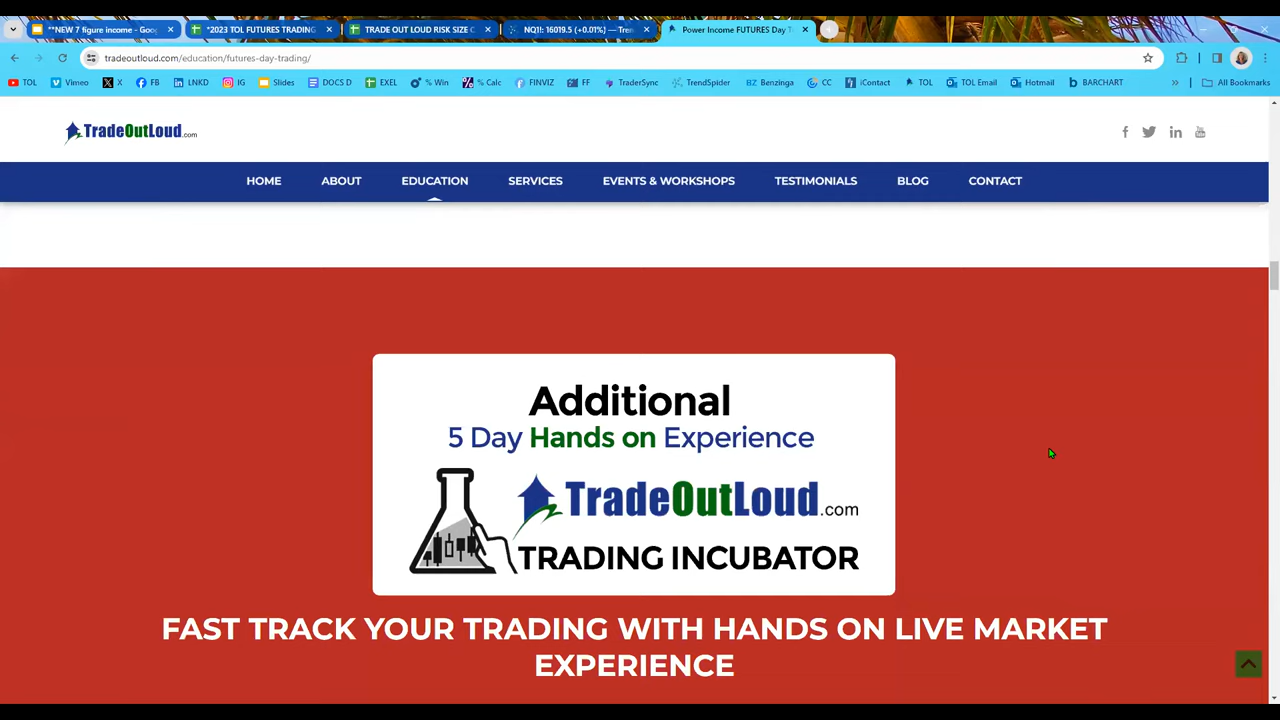 **NEW 7 figure income - Goo
*2023 TOL FUTURES TRADING
TRADE OUT LOUD RISK SIZE C
NQ1!: 16019.5 (+0.01%) — Tren
Power Income FUTURES Day T
tradeoutloud.com/education/futures-day-trading/
TOL
Vimeo
X
FB
LNKD
IG
Slides
DOCS D
EXEL
% Win
% Calc
FINVIZ
FF
TraderSync
TrendSpider
Benzinga
CC
iContact
TOL
TOL Email
Hotmail
BARCHART
All Bookmarks
TradeOutLoud.com
HOME
ABOUT
EDUCATION
SERVICES
EVENTS & WORKSHOPS
TESTIMONIALS
BLOG
CONTACT
Additional
5 Day Hands on Experience
TradeOutLoud.com
TRADING INCUBATOR
FAST TRACK YOUR TRADING WITH HANDS ON LIVE MARKET
EXPERIENCE